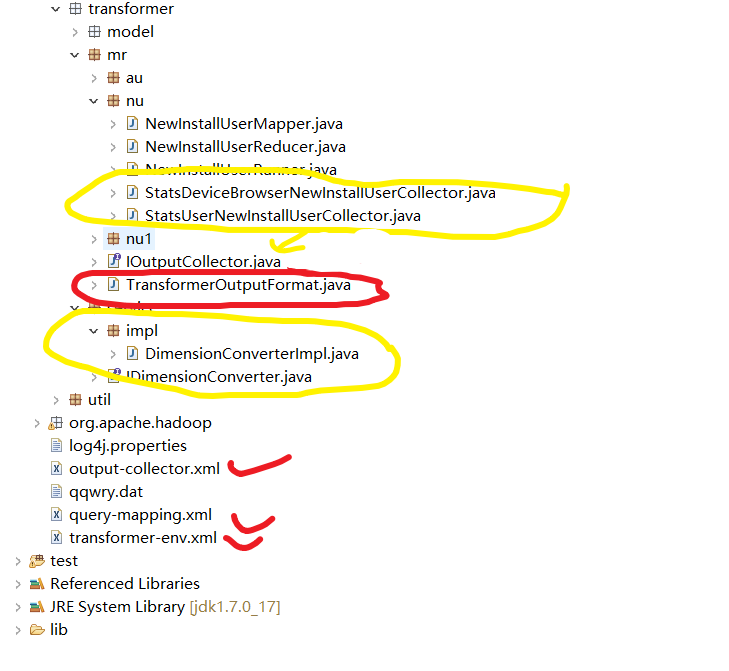 transformer
model
mr
au
nu
NewInstallUserMapper.java
NewInstallUserReducer.java
NewInstallUserRunner.java
StatsDeviceBrowserNewInstallUserCollector.java
StatsUserNewInstallUserCollector.java
nu1
IOutputCollector.java
TransformerOutputFormat.java
impl
DimensionConverterImpl.java
IDimensionConverter.java
util
org.apache.hadoop
log4j.properties
output-collector.xml
qqwry.dat
query-mapping.xml
transformer-env.xml
test
Referenced Libraries
JRE System Library [jdk1.7.0_17]
lib